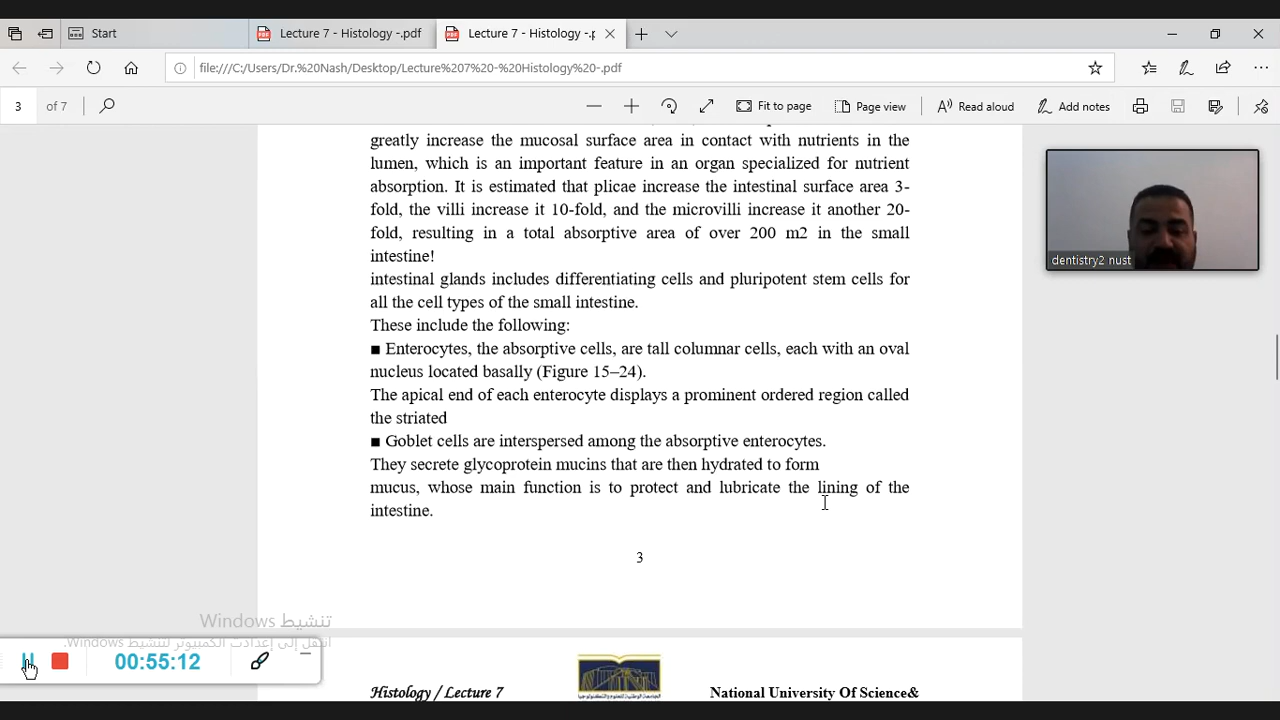 Start
Lecture 7 - Histology -.pdf
Lecture 7 - Histology -.p
file:///C:/Users/Dr.%20Nash/Desktop/Lecture%207%20-%20Histology%20-.pdf
3 of 7
Fit to page
Page view
Read aloud
Add notes
greatly increase the mucosal surface area in contact with nutrients in the
lumen, which is an important feature in an organ specialized for nutrient
absorption. It is estimated that plicae increase the intestinal surface area 3-
fold, the villi increase it 10-fold, and the microvilli increase it another 20-
fold, resulting in a total absorptive area of over 200 m2 in the small
intestine!
intestinal glands includes differentiating cells and pluripotent stem cells for
all the cell types of the small intestine.
These include the following:
■ Enterocytes, the absorptive cells, are tall columnar cells, each with an oval
nucleus located basally (Figure 15–24).
The apical end of each enterocyte displays a prominent ordered region called
the striated
■ Goblet cells are interspersed among the absorptive enterocytes.
They secrete glycoprotein mucins that are then hydrated to form
mucus, whose main function is to protect and lubricate the lining of the
intestine.
3
dentistry2 nust
تنشيط Windows
انتقل إلى إعدادت الكمبيوتر لتنشيط Windows.
00:55:12
Histology / Lecture 7
National University Of Science&